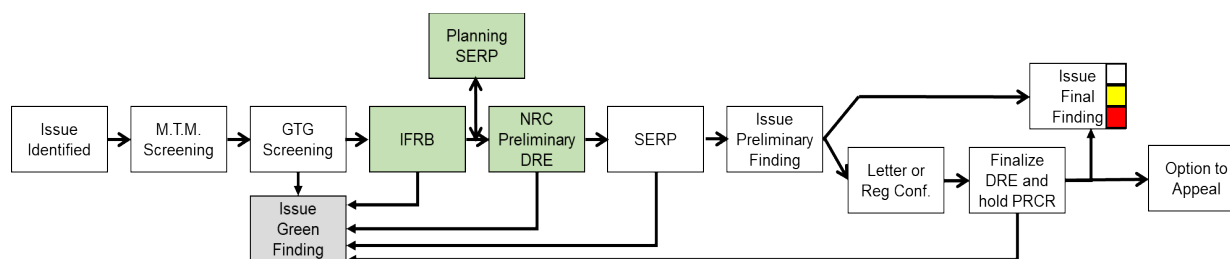 Planning
SERP
Issue
Identified
M.T.M.
Screening
GTG
Screening
IFRB
NRC
Preliminary
DRE
SERP
Issue
Preliminary
Finding
Issue
Final
Finding
Letter or
Reg Conf.
Finalize
DRE and
hold PRCR
Option to
Appeal
Issue
Green
Finding